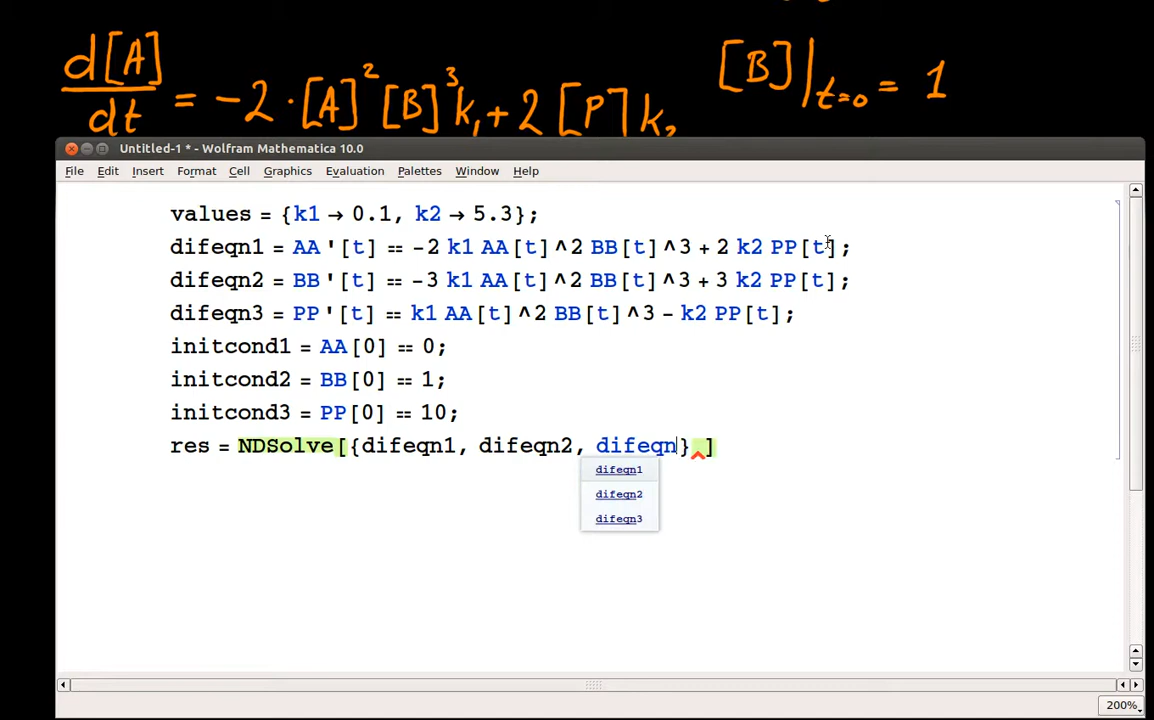 d[A]/dt = -2·[A]²[B]³k₁+2[P]k₂
[B]|t=0 = 1
Untitled-1 * - Wolfram Mathematica 10.0
File Edit Insert Format Cell Graphics Evaluation Palettes Window Help
values = {k1 → 0.1, k2 → 5.3};
difeqn1 = AA '[t] == -2 k1 AA[t]^2 BB[t]^3 + 2 k2 PP[t];
difeqn2 = BB '[t] == -3 k1 AA[t]^2 BB[t]^3 + 3 k2 PP[t];
difeqn3 = PP '[t] == k1 AA[t]^2 BB[t]^3 - k2 PP[t];
initcond1 = AA[0] == 0;
initcond2 = BB[0] == 1;
initcond3 = PP[0] == 10;
res = NDSolve[{difeqn1, difeqn2, difeqn} ]
difeqn1
difeqn2
difeqn3
200%